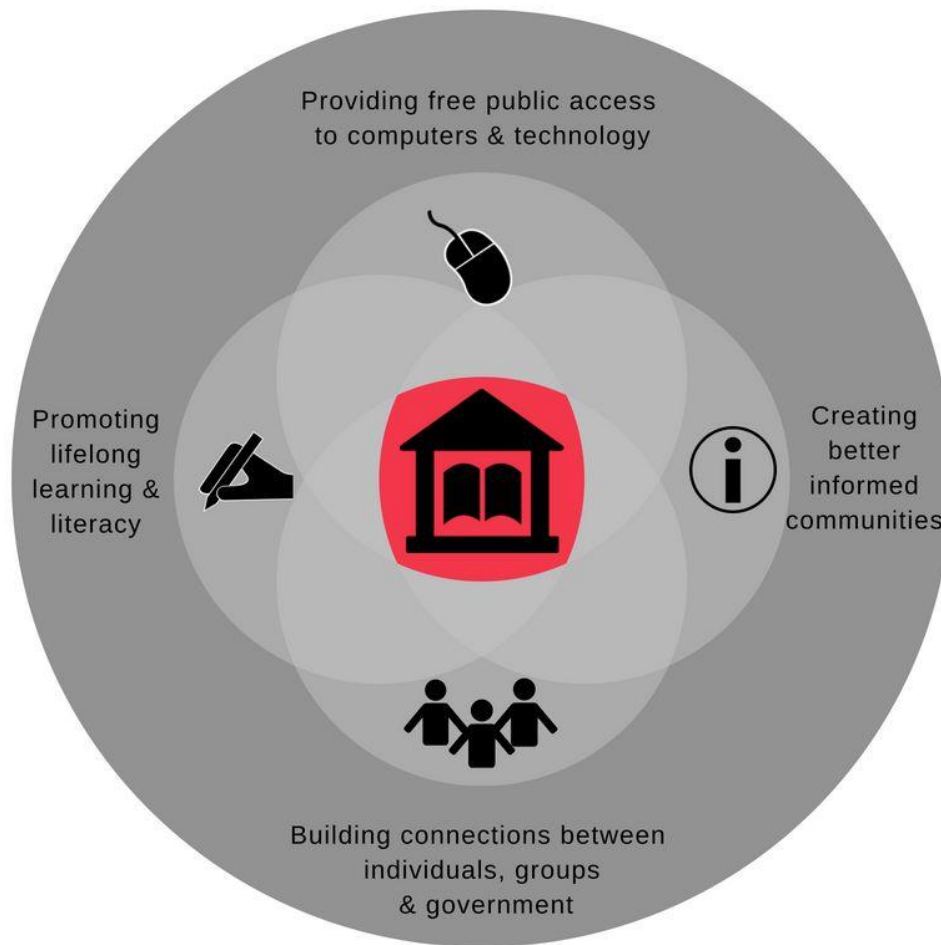 Providing free public access
to computers & technology
Promoting
lifelong
learning &
literacy
Creating
better
informed
communities
Building connections between
individuals, groups
& government